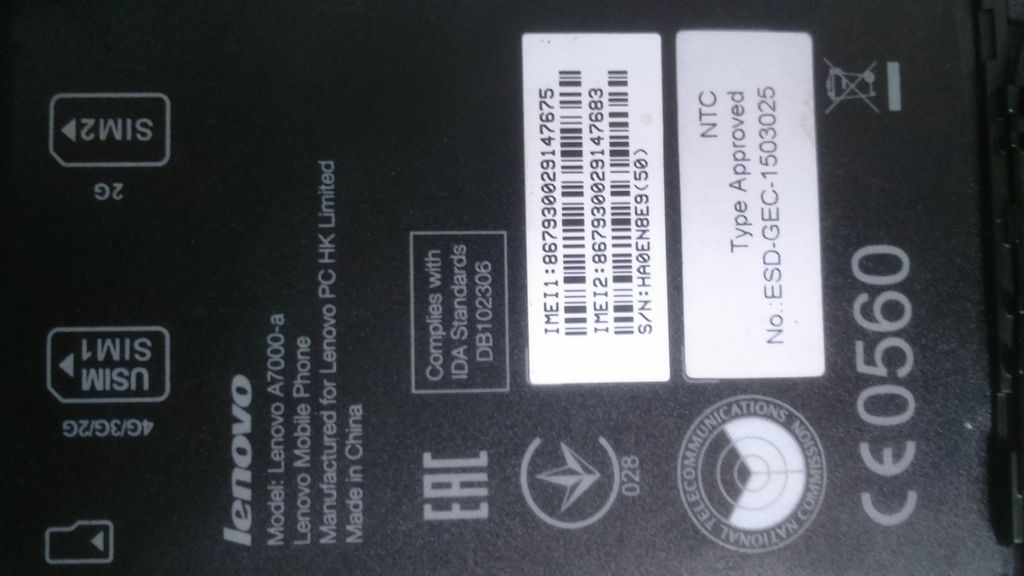 SIM2
2G
USIM
SIM1
4G/3G/2G
lenovo
Model: Lenovo A7000-a
Lenovo Mobile Phone
Manufactured for Lenovo PC HK Limited
Made in China
EAC
Complies with
IDA Standards
DB102306
028
IMEI1:867930029147675
IMEI2:867930029147683
S/N:HA0EN8E9(50)
NATIONAL TELECOMMUNICATIONS COMMISSION
NTC
Type Approved
No.:ESD-GEC-1503025
CE0560